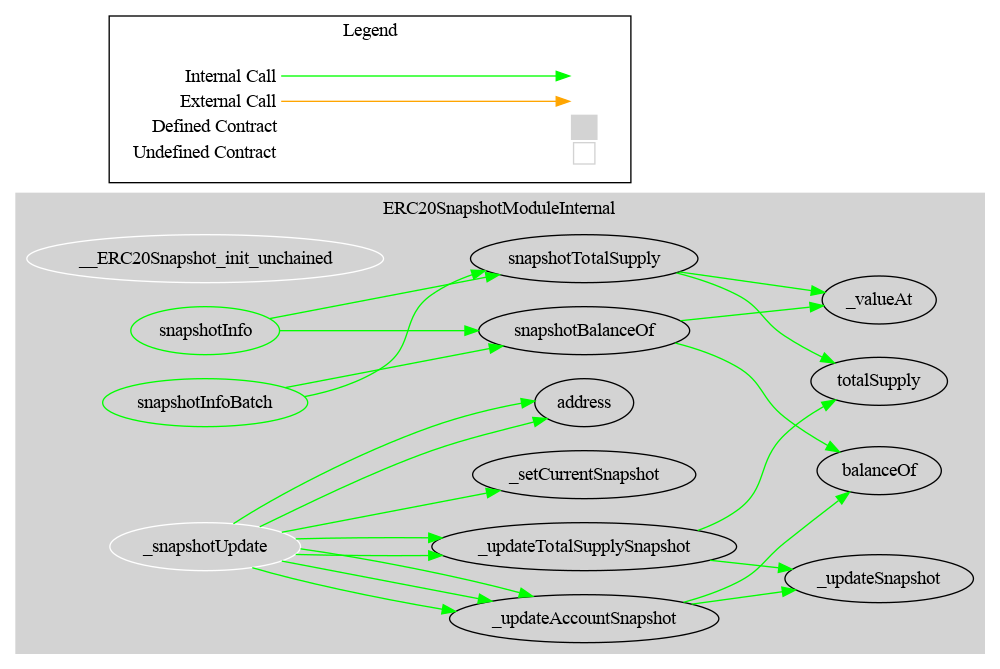 Legend
Internal Call
External Call
Defined Contract
Undefined Contract
ERC20SnapshotModuleInternal
__ERC20Snapshot_init_unchained
snapshotTotalSupply
_valueAt
snapshotInfo
snapshotBalanceOf
totalSupply
snapshotInfoBatch
address
_setCurrentSnapshot
balanceOf
_snapshotUpdate
_updateTotalSupplySnapshot
_updateSnapshot
_updateAccountSnapshot